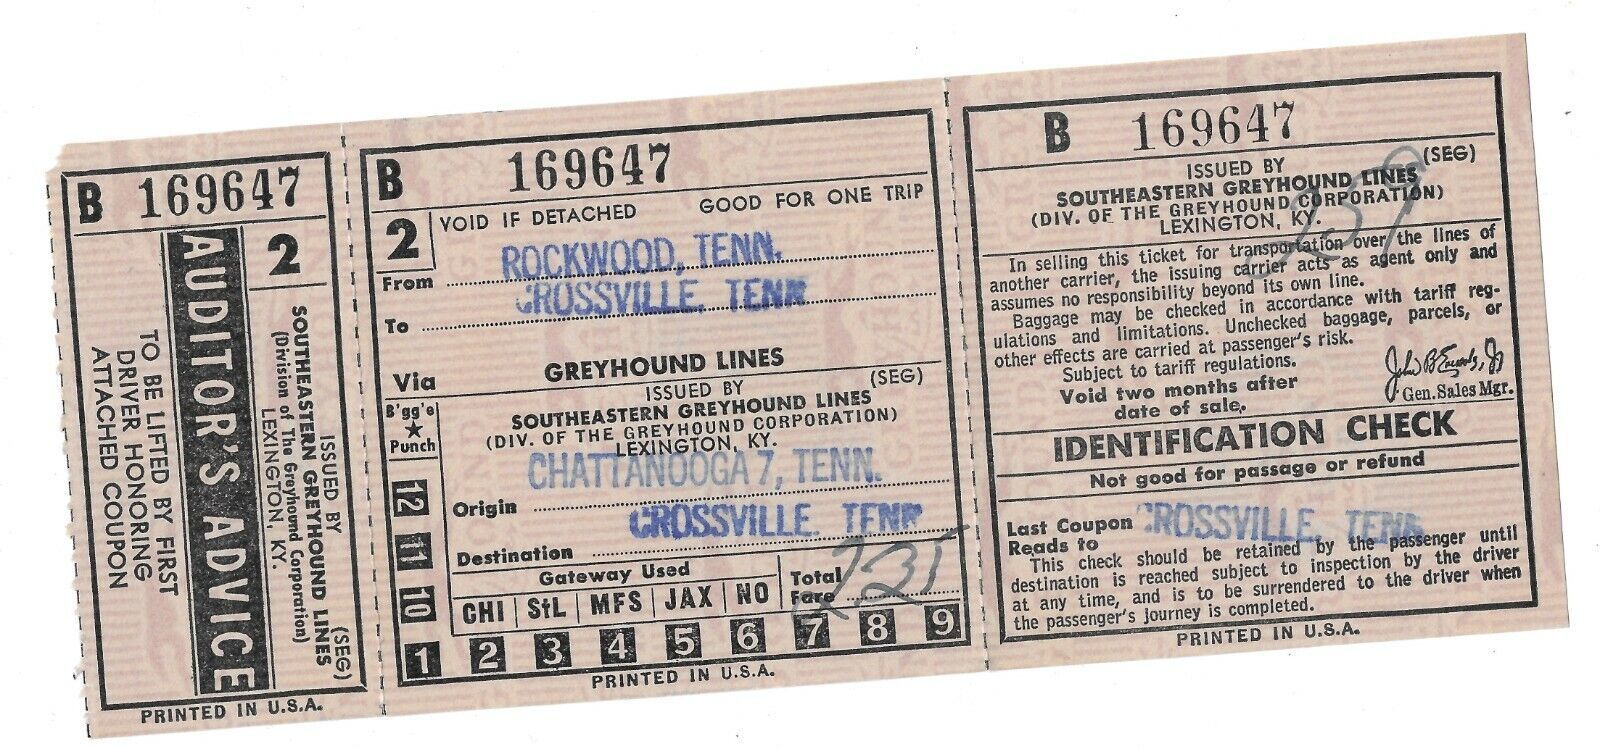 B 169647
2
AUDITOR'S ADVICE
ISSUED BY (SEG)
SOUTHEASTERN GREYHOUND LINES
(Division of The Greyhound Corporation)
LEXINGTON, KY.
TO BE LIFTED BY FIRST
DRIVER HONORING
ATTACHED COUPON
PRINTED IN U.S.A.
B 169647
2 VOID IF DETACHED GOOD FOR ONE TRIP
ROCKWOOD, TENN.
From
CROSSVILLE, TENN
To
Via GREYHOUND LINES
ISSUED BY (SEG)
SOUTHEASTERN GREYHOUND LINES
(DIV. OF THE GREYHOUND CORPORATION)
LEXINGTON, KY.
B'gg'e
★
Punch
CHATTANOOGA 7, TENN.
Origin
CROSSVILLE, TENN
Destination
Gateway Used
CHI StL MFS JAX NO
Total
Fare 225
12
11
10
1 2 3 4 5 6 7 8 9
PRINTED IN U.S.A.
B 169647
ISSUED BY (SEG)
SOUTHEASTERN GREYHOUND LINES
(DIV. OF THE GREYHOUND CORPORATION)
LEXINGTON, KY.
In selling this ticket for transportation over the lines of
another carrier, the issuing carrier acts as agent only and
assumes no responsibility beyond its own line.
Baggage may be checked in accordance with tariff reg-
ulations and limitations. Unchecked baggage, parcels, or
other effects are carried at passenger's risk.
Subject to tariff regulations.
Void two months after
date of sale.
Gen. Sales Mgr.
IDENTIFICATION CHECK
Not good for passage or refund
Last Coupon CROSSVILLE, TENN
Reads to
This check should be retained by the passenger until
destination is reached subject to inspection by the driver
at any time, and is to be surrendered to the driver when
the passenger's journey is completed.
PRINTED IN U.S.A.